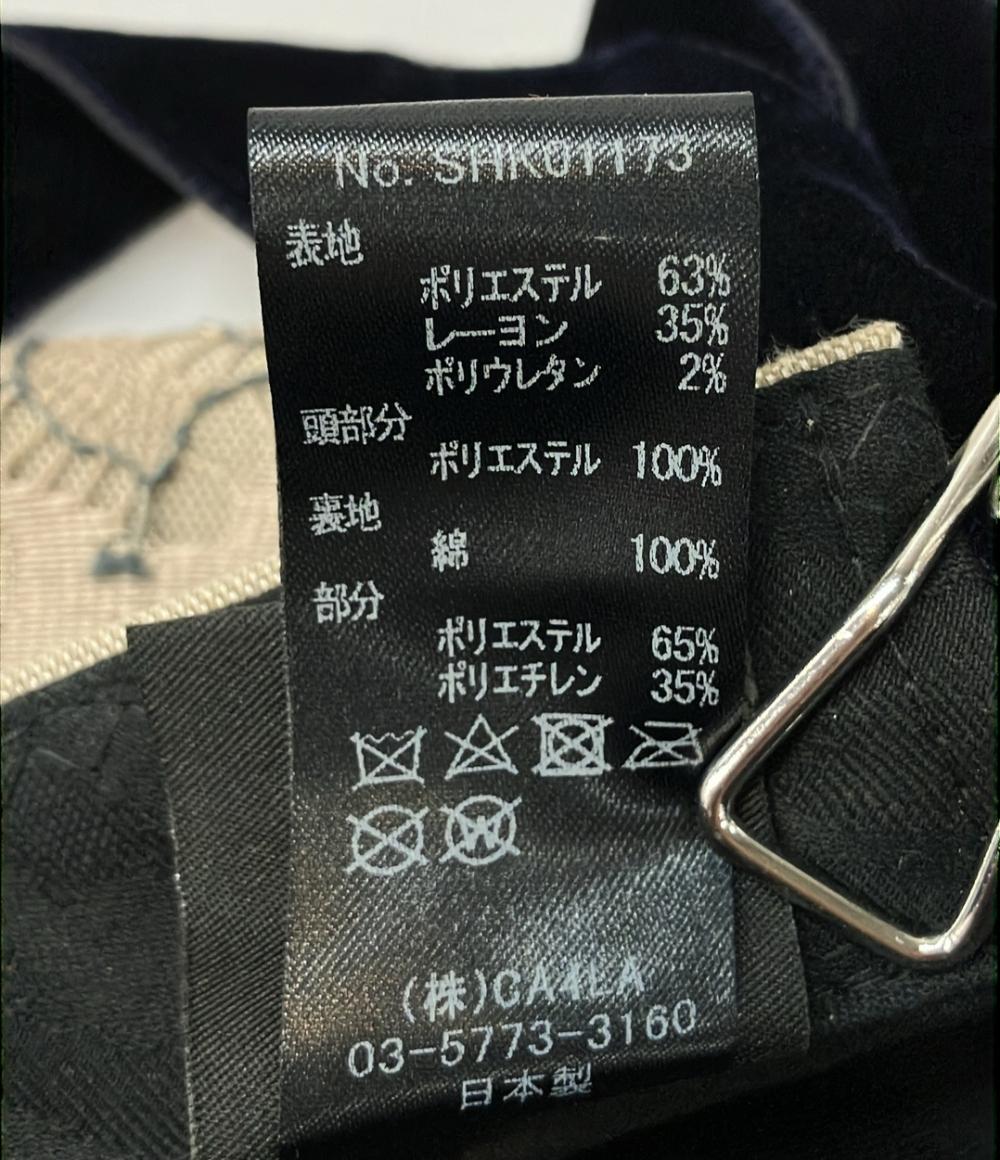 No. SHK01173
表地
ポリエステル 63%
レーヨン 35%
ポリウレタン 2%
頭部分
ポリエステル 100%
裏地
綿 100%
部分
ポリエステル 65%
ポリエチレン 35%
W
(株)CA4LA
03-5773-3160
日本製